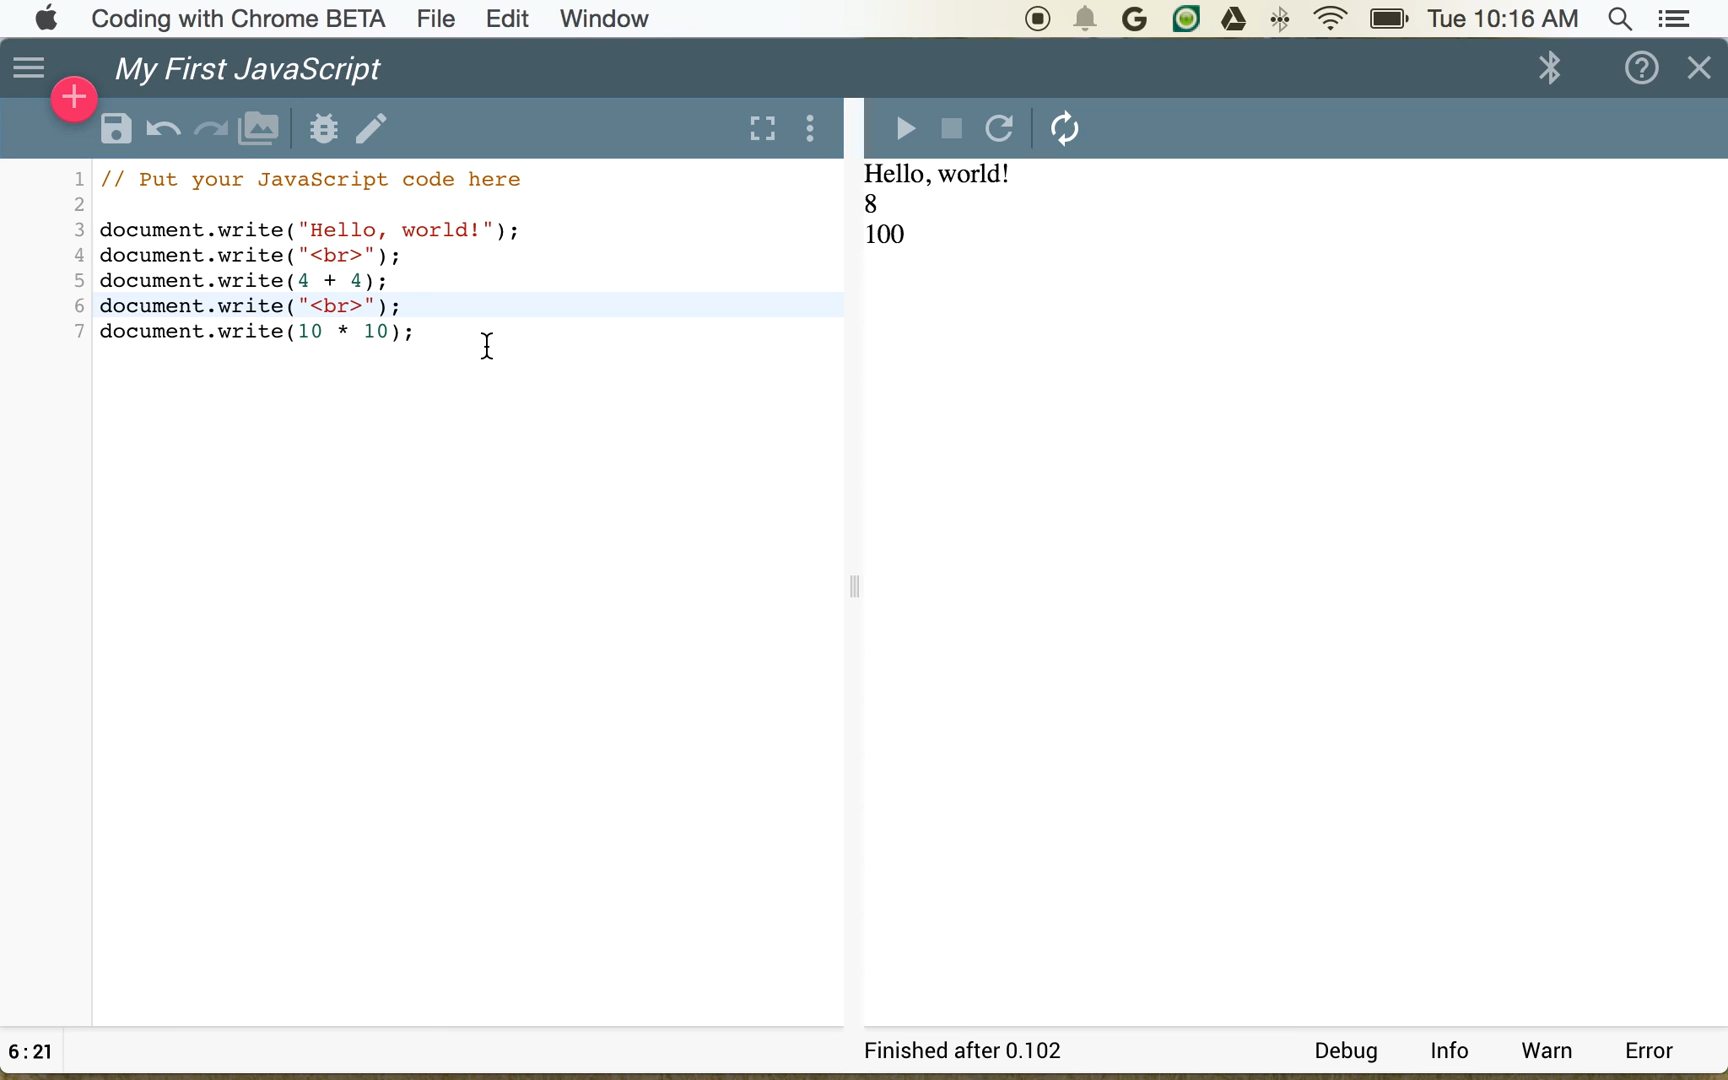 Coding with Chrome BETA File Edit Window Tue 10:16 AM
My First JavaScript
1 // Put your JavaScript code here
2
3 document.write("Hello, world!");
4 document.write("<br>");
5 document.write(4 + 4);
6 document.write("<br>");
7 document.write(10 * 10);
Hello, world!
8
100
6:21
Finished after 0.102 Debug Info Warn Error